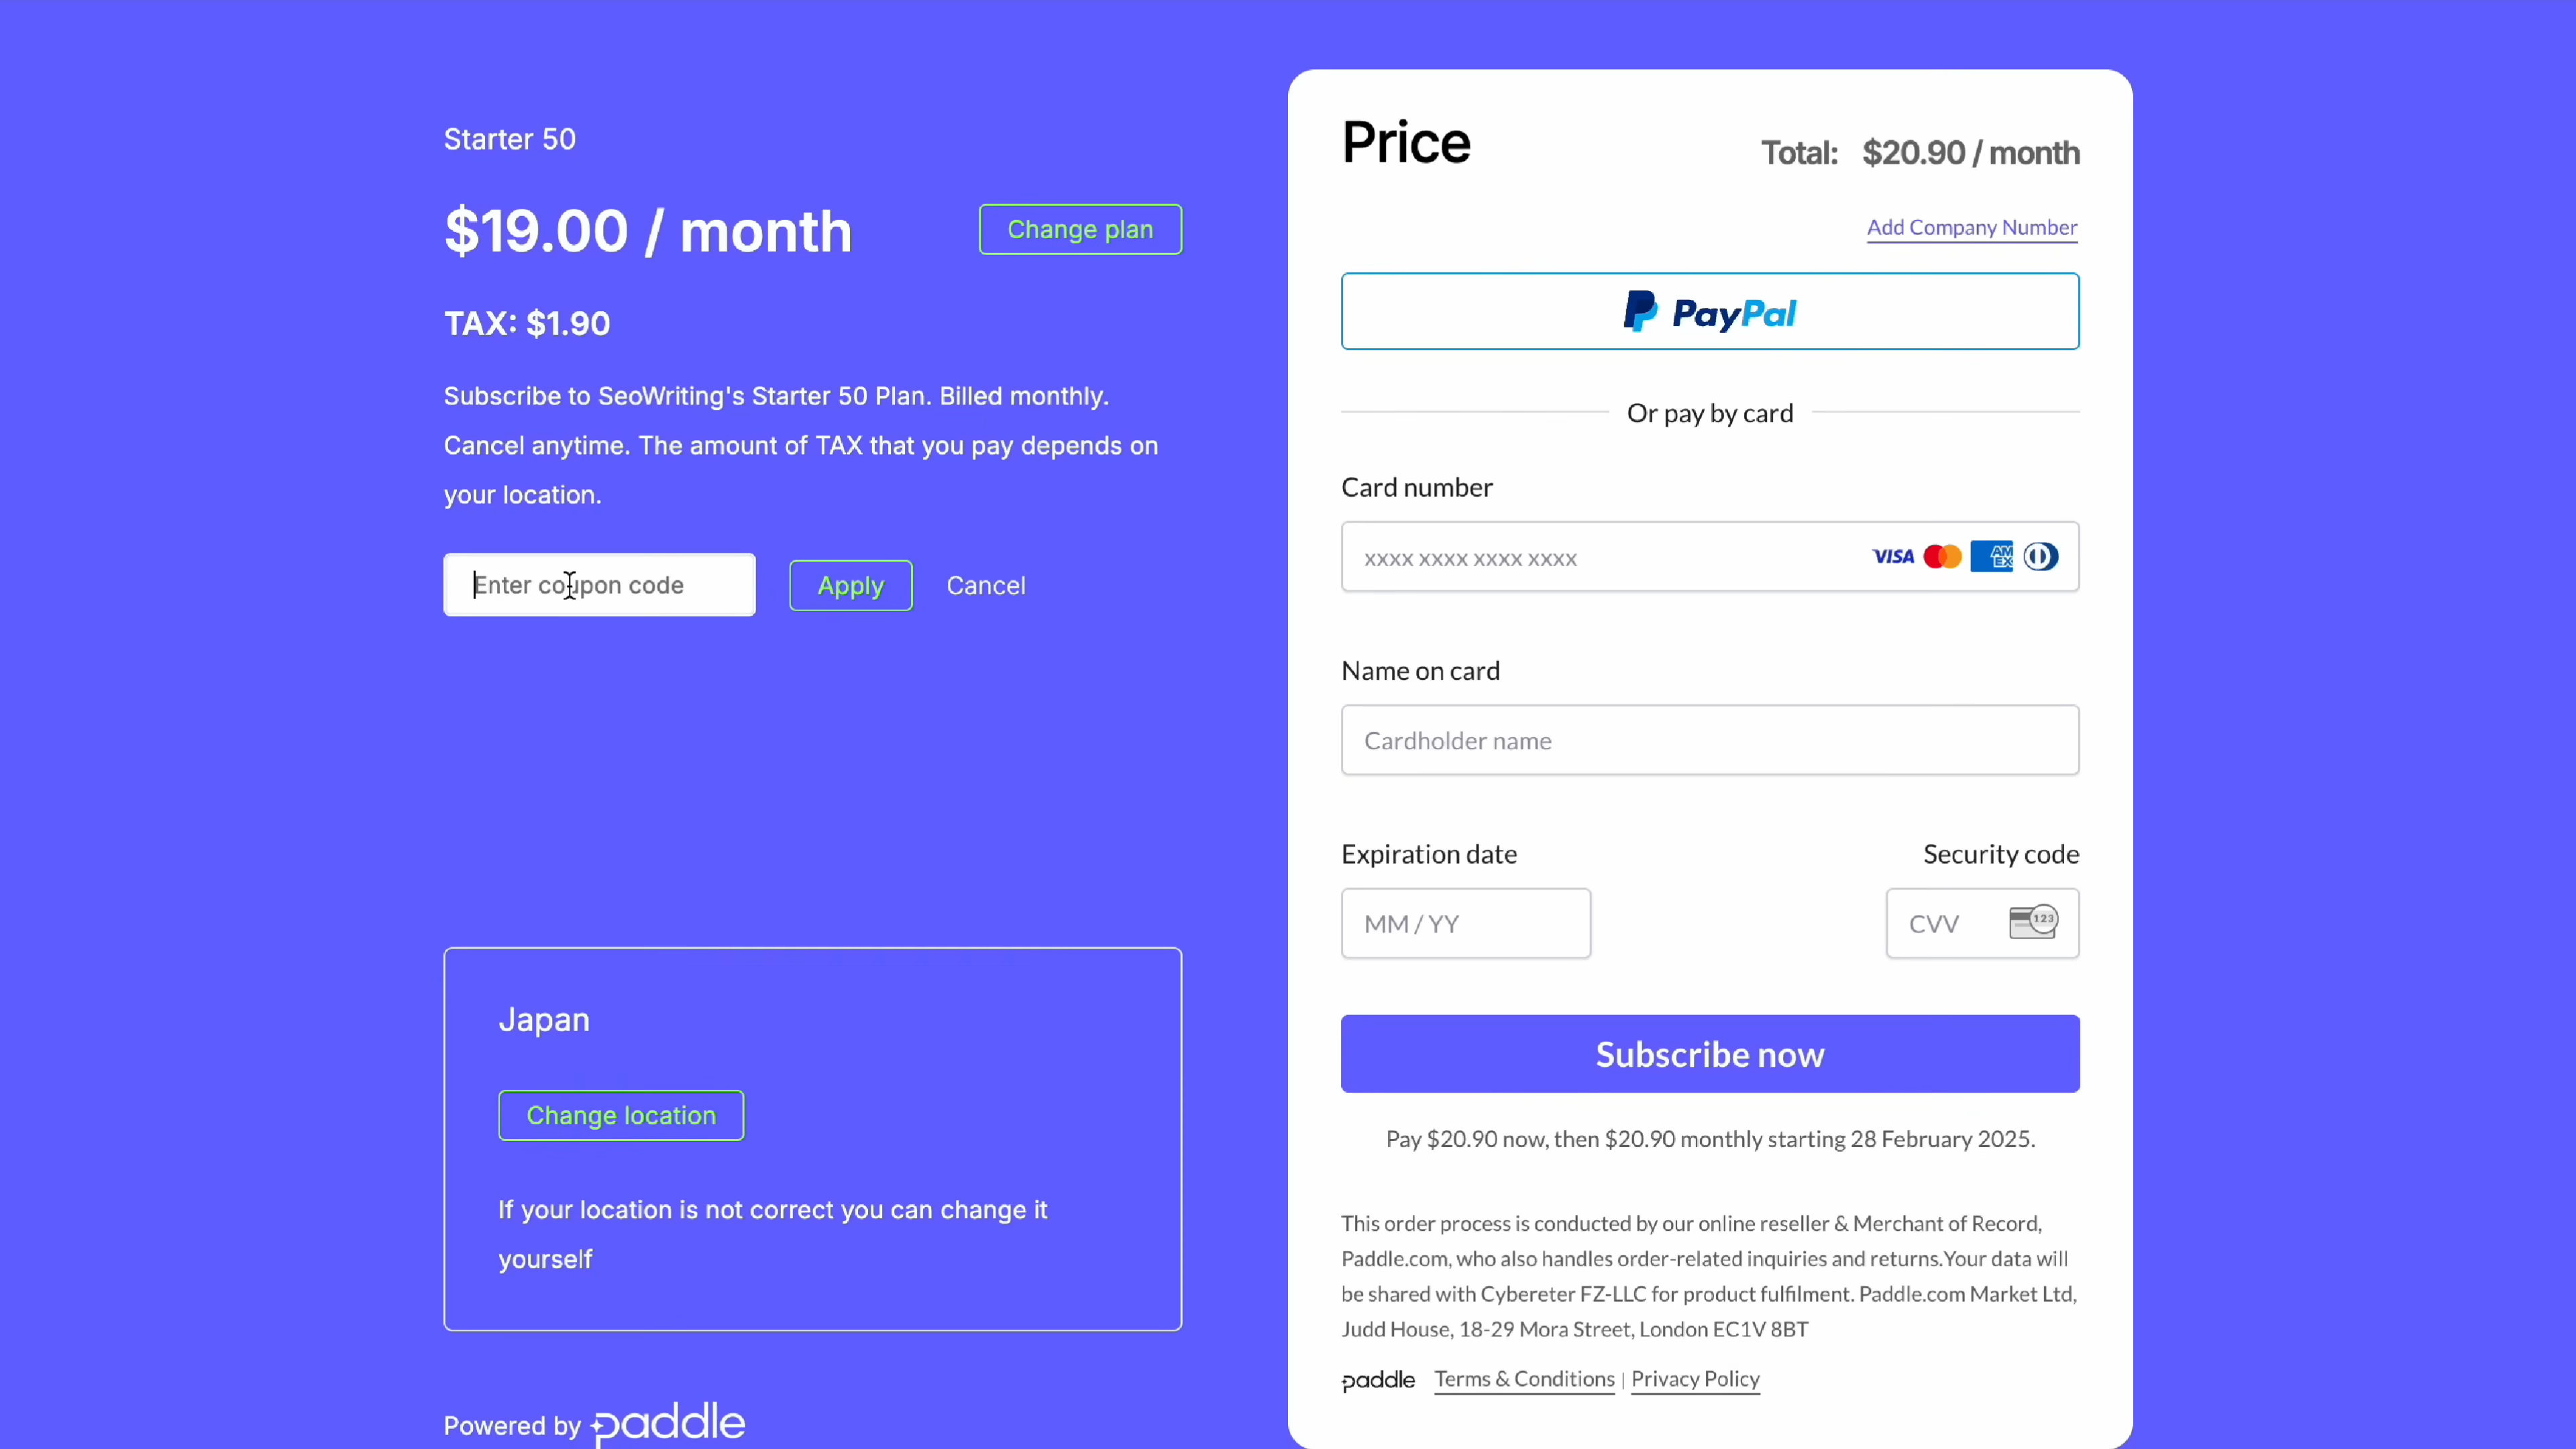 Starter 50
$19.00 / month
Change plan
TAX: $1.90
Subscribe to SeoWriting's Starter 50 Plan. Billed monthly.
Cancel anytime. The amount of TAX that you pay depends on
your location.
Enter coupon code
Apply
Cancel
Japan
Change location
If your location is not correct you can change it
yourself
Powered by paddle
Price
Total: $20.90 / month
Add Company Number
PayPal
Or pay by card
Card number
xxxx xxxx xxxx xxxx
VISA
AM
EX
Name on card
Cardholder name
Expiration date
Security code
MM / YY
CVV
123
Subscribe now
Pay $20.90 now, then $20.90 monthly starting 28 February 2025.
This order process is conducted by our online reseller & Merchant of Record,
Paddle.com, who also handles order-related inquiries and returns.Your data will
be shared with Cybereter FZ-LLC for product fulfilment. Paddle.com Market Ltd,
Judd House, 18-29 Mora Street, London EC1V 8BT
paddle Terms & Conditions | Privacy Policy